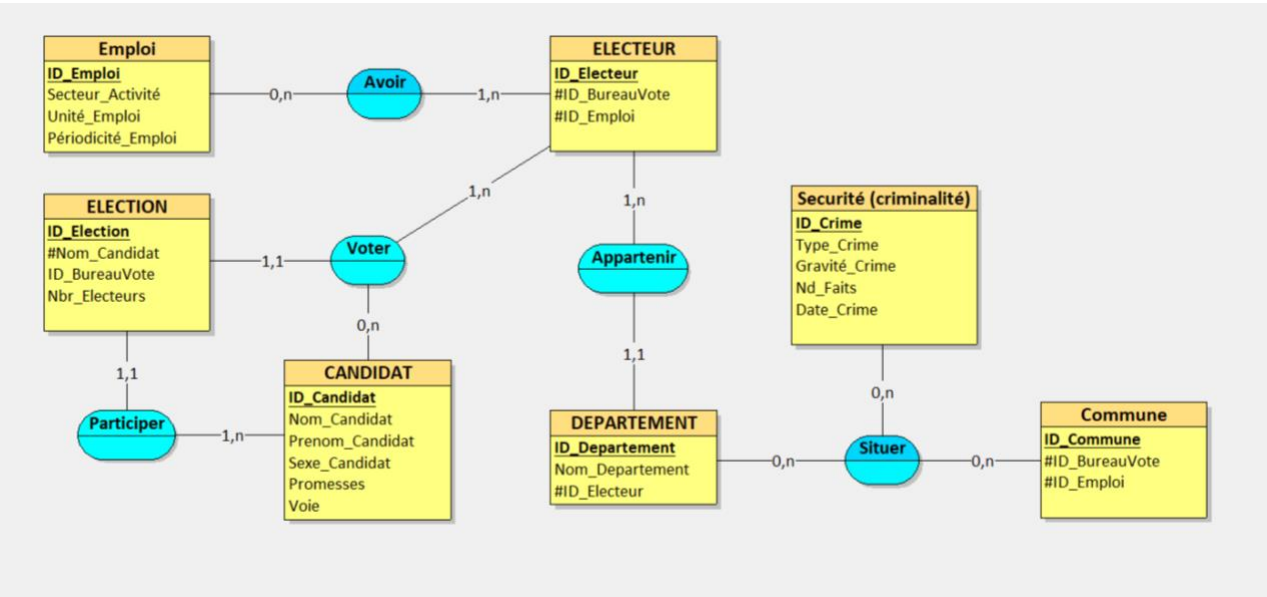 Emploi
ID_Emploi
Secteur_Activité
Unité_Emploi
Périodicité_Emploi
0,n
Avoir
1,n
ELECTEUR
ID_Electeur
#ID_BureauVote
#ID_Emploi
1,n
1,n
ELECTION
ID_Election
#Nom_Candidat
ID_BureauVote
Nbr_Electeurs
1,1
Voter
Appartenir
Securité (criminalité)
ID_Crime
Type_Crime
Gravité_Crime
Nd_Faits
Date_Crime
0,n
1,1
1,1
0,n
Participer
1,n
CANDIDAT
ID_Candidat
Nom_Candidat
Prenom_Candidat
Sexe_Candidat
Promesses
Voie
DEPARTEMENT
ID_Departement
Nom_Departement
#ID_Electeur
0,n
Situer
0,n
Commune
ID_Commune
#ID_BureauVote
#ID_Emploi